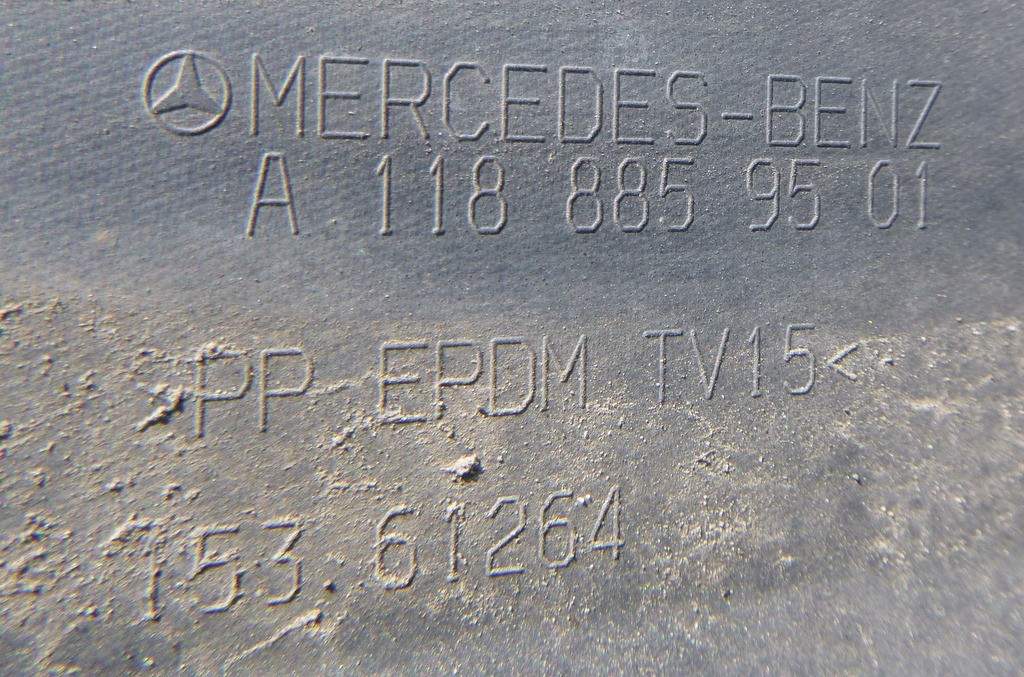 MERCEDES-BENZ
A 118 885 95 01
>PP EPDM TV15<
153 61264